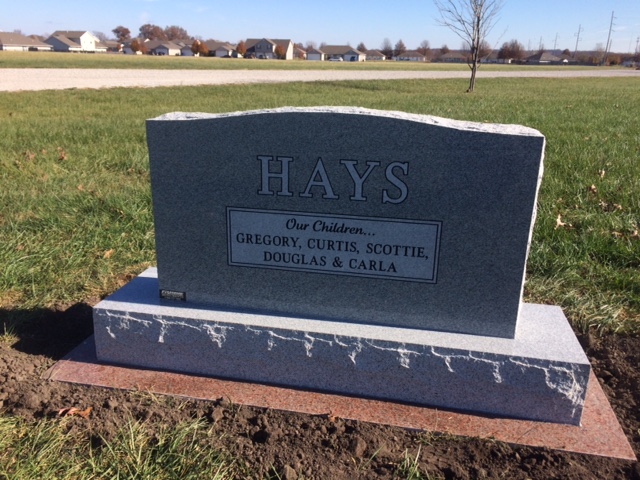 HAYS
Our Children...
GREGORY, CURTIS, SCOTTIE,
DOUGLAS & CARLA